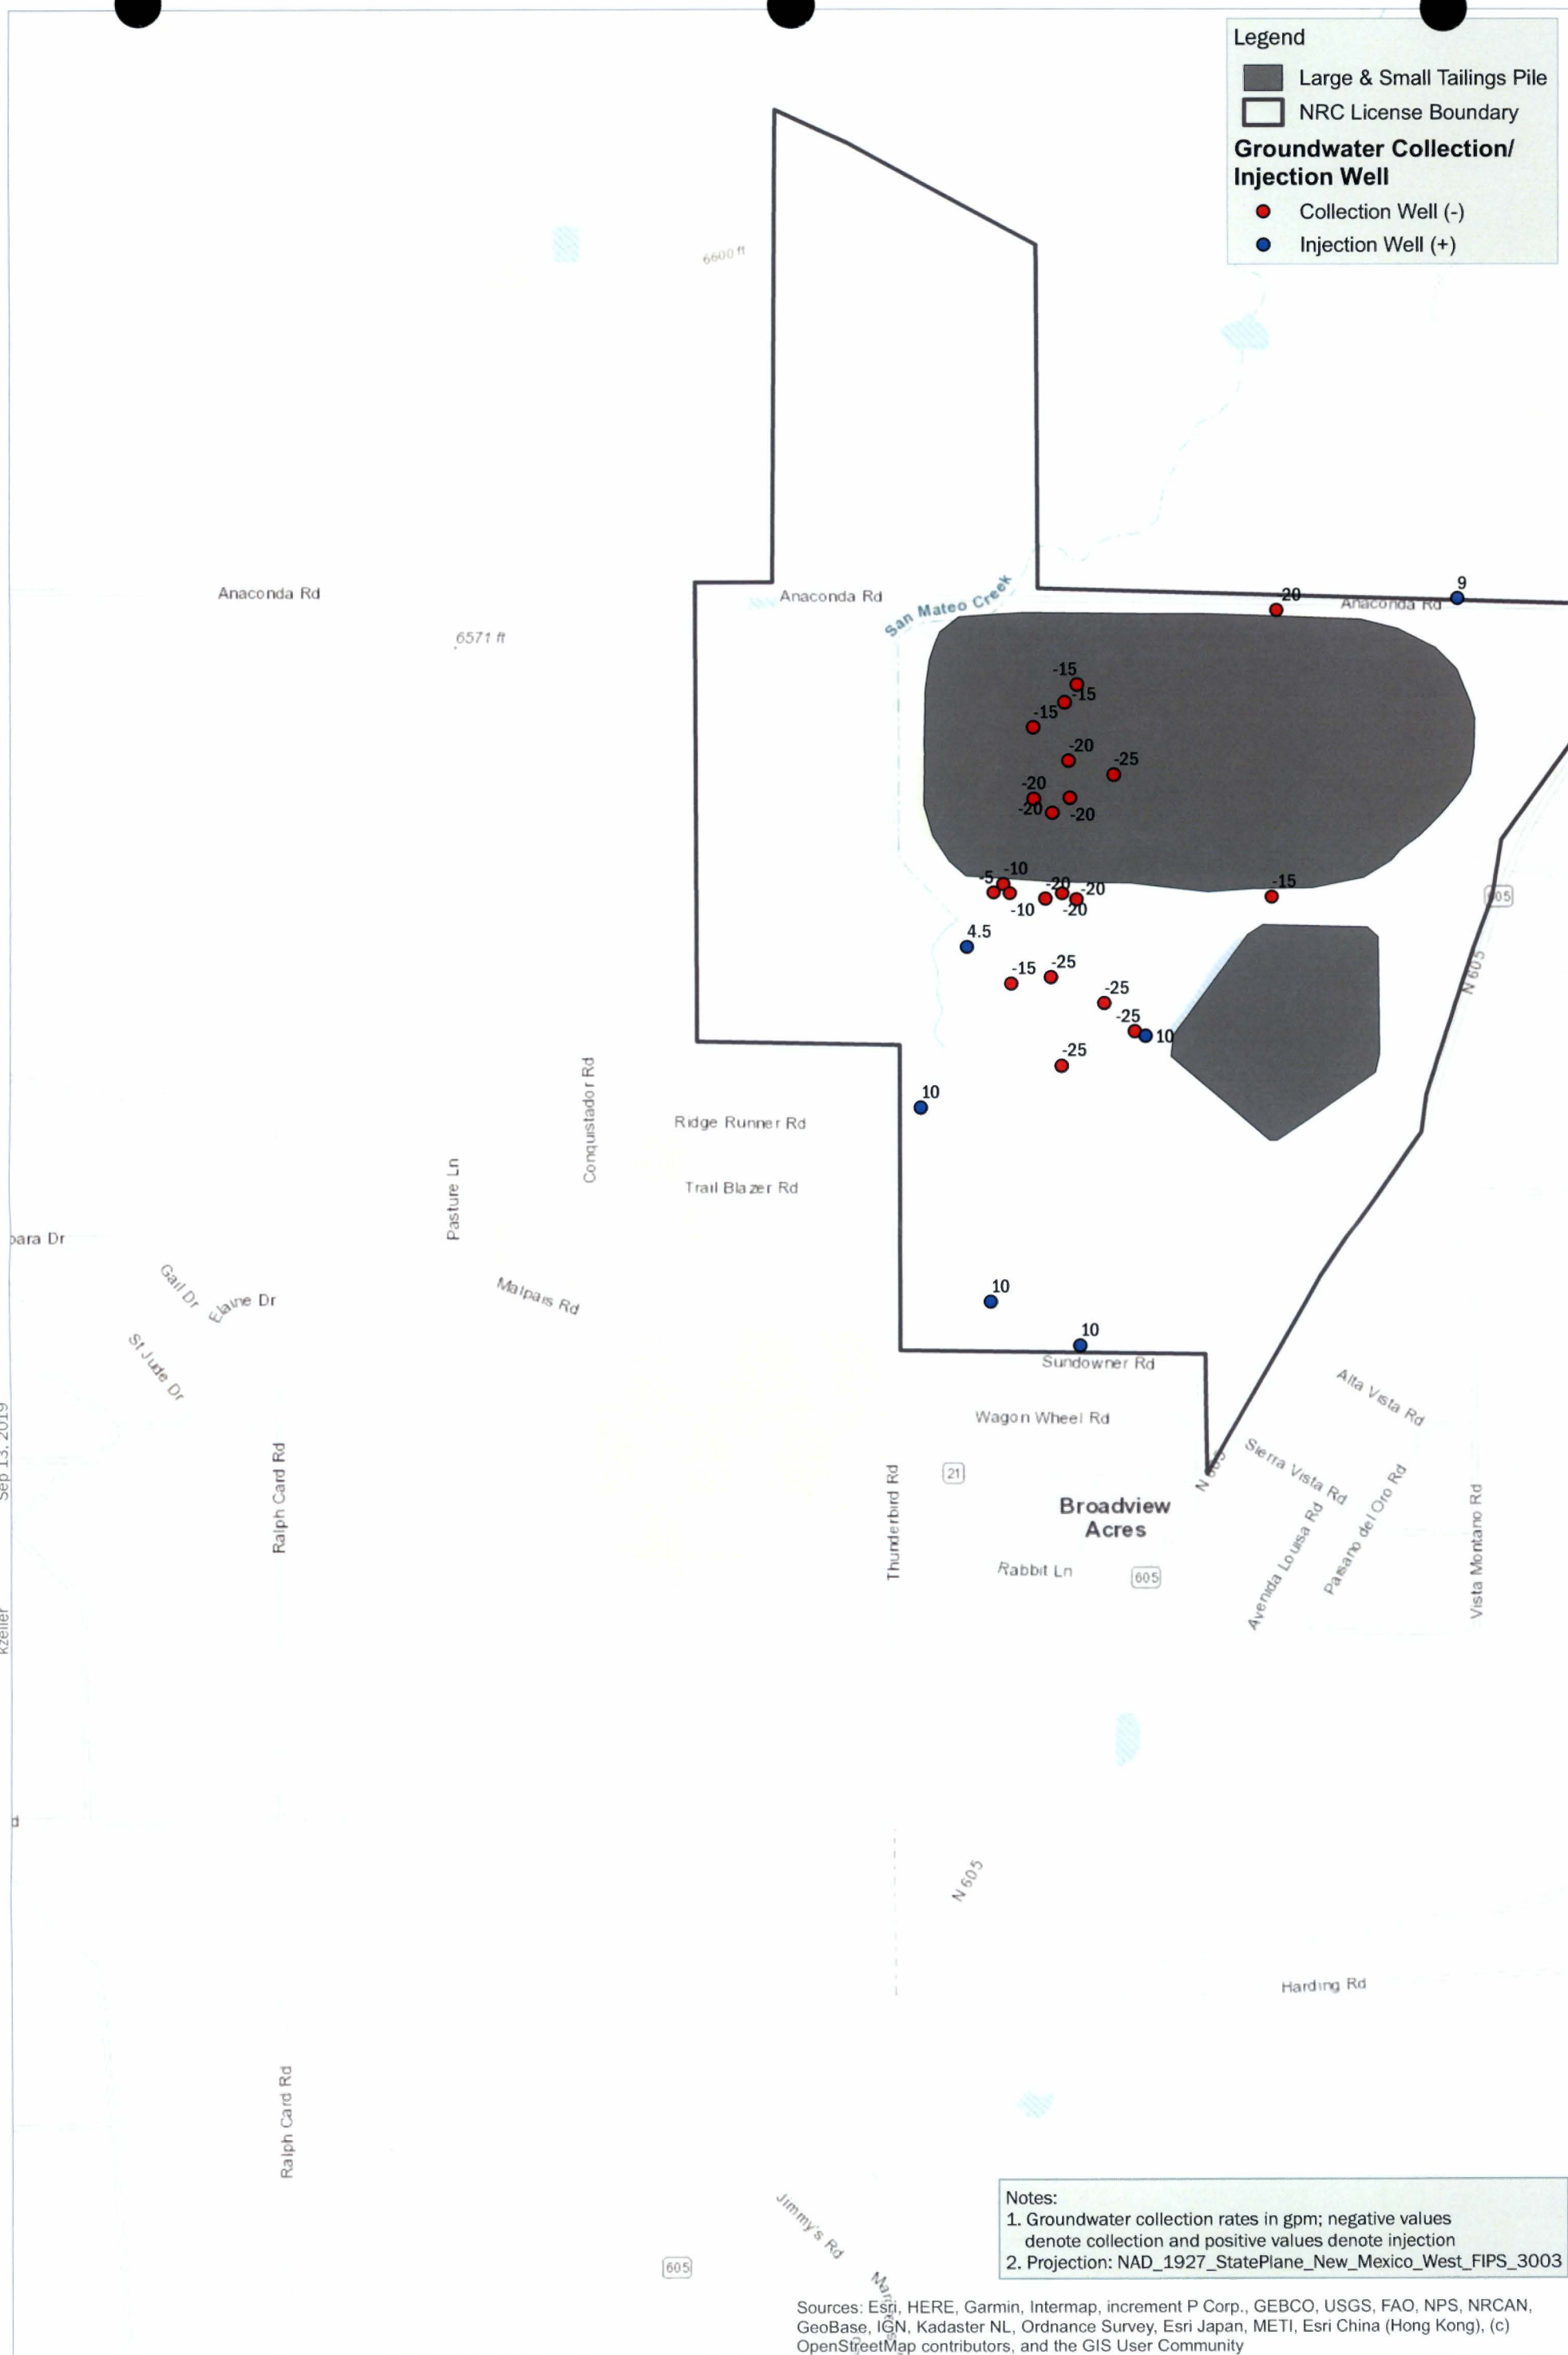 Legend
Large & Small Tailings Pile
NRC License Boundary
Groundwater Collection/
Injection Well
Collection Well (-)
Injection Well (+)
6600 ft
Anaconda Rd
Anaconda Rd
San Mateo Creek
-20
Anaconda Rd
9
6571 ft
-15
-15
-15
-20
-25
-20
-20
-20
-5
-10
-10
-20
-20
-20
-15
605
4.5
-15
-25
-25
-25
10
-25
N 605
10
Conquistador Rd
Ridge Runner Rd
Pasture Ln
Trail Blazer Rd
bara Dr
Gail Dr
Elaine Dr
Malpais Rd
St Jude Dr
10
10
Sundowner Rd
Alta Vista Rd
Wagon Wheel Rd
Sep 13, 2019
Ralph Card Rd
Thunderbird Rd
21
N 605
Sierra Vista Rd
Broadview
Acres
Avenida Louisa Rd
Paisano del Oro Rd
Vista Montano Rd
Rabbit Ln
605
kzeiler
d
N 605
Harding Rd
Ralph Card Rd
Jimmy's Rd
605
Notes:
1. Groundwater collection rates in gpm; negative values
denote collection and positive values denote injection
2. Projection: NAD_1927_StatePlane_New_Mexico_West_FIPS_3003
Sources: Esri, HERE, Garmin, Intermap, increment P Corp., GEBCO, USGS, FAO, NPS, NRCAN,
GeoBase, IGN, Kadaster NL, Ordnance Survey, Esri Japan, METI, Esri China (Hong Kong), (c)
OpenStreetMap contributors, and the GIS User Community